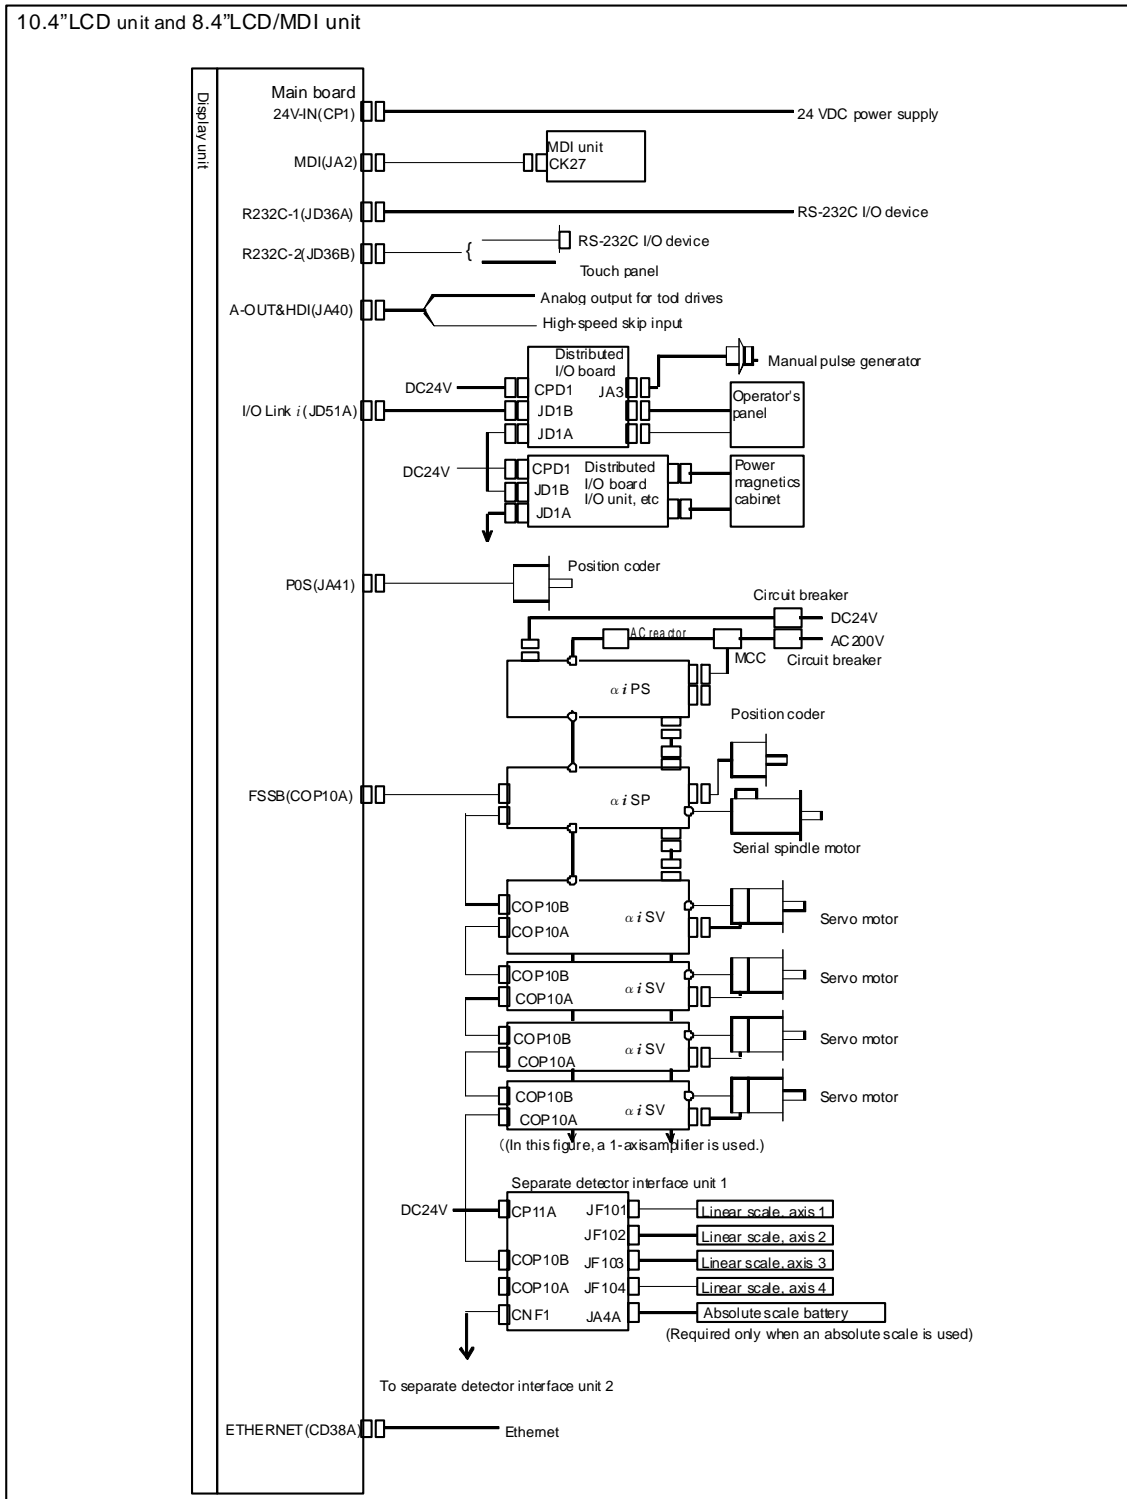 10.4”LCD unit and 8.4”LCD/MDI unit
Display unit
Main board
24V-IN(CP1)
24 VDC power supply
MDI(JA2)
MDI unit
CK27
R232C-1(JD36A)
RS-232C I/O device
R232C-2(JD36B)
{
RS-232C I/O device
Touch panel
A-OUT&HDI(JA40)
Analog output for tool drives
High-speed skip input
Distributed
I/O board
DC24V
CPD1
JA3
Manual pulse generator
I/O Link i (JD51A)
JD1B
JD1A
Operator's
panel
DC24V
CPD1
JD1B
JD1A
Distributed
I/O board
I/O unit, etc
Power
magnetics
cabinet
P0S(JA41)
Position coder
Circuit breaker
DC24V
AC reactor
AC200V
MCC
Circuit breaker
α i PS
Position coder
FSSB(COP10A)
α i SP
Serial spindle motor
COP10B
COP10A
α i SV
Servo motor
COP10B
COP10A
α i SV
Servo motor
COP10B
COP10A
α i SV
Servo motor
COP10B
COP10A
α i SV
Servo motor
((In this figure, a 1-axis amplifier is used.)
Separate detector interface unit 1
DC24V
CP11A
JF101
Linear scale, axis 1
JF102
Linear scale, axis 2
COP10B
JF103
Linear scale, axis 3
COP10A
JF104
Linear scale, axis 4
CNF1
JA4A
Absolute scale battery
(Required only when an absolute scale is used)
To separate detector interface unit 2
ETHERNET(CD38A)
Ethernet